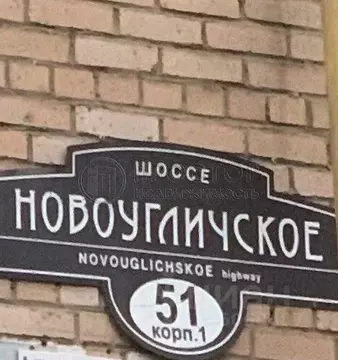 ШОССЕ
НОВОУГЛИЧСКОЕ
NOVOUGLICHSKOE highway
51
корп.1